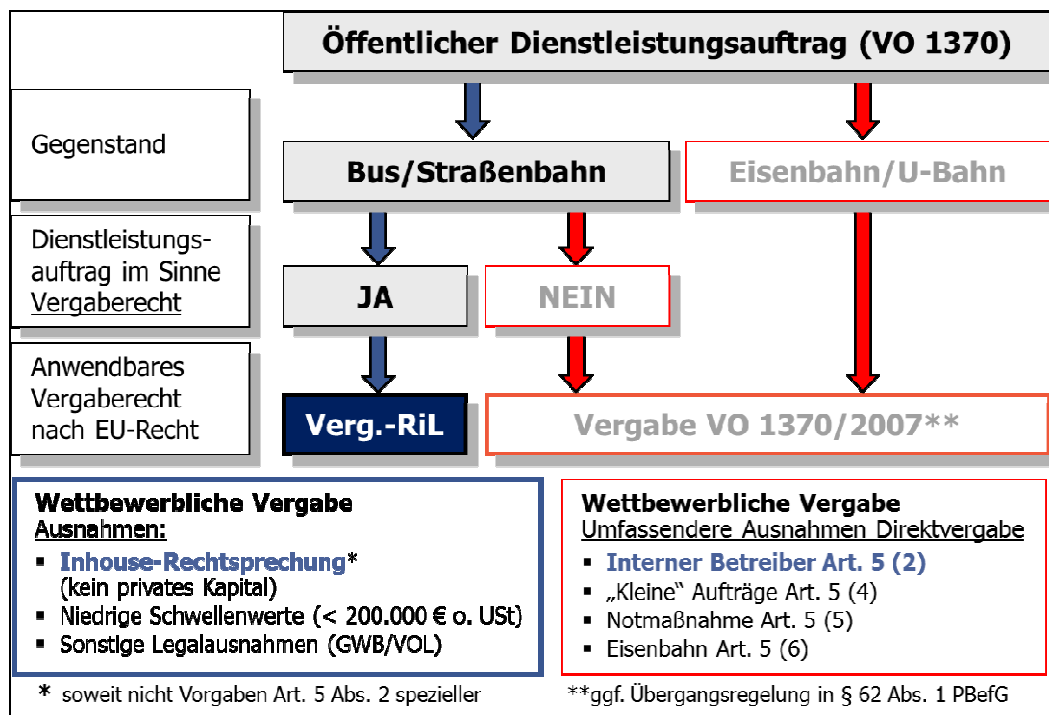 Öffentlicher Dienstleistungsauftrag (VO 1370)
Gegenstand
Bus/Straßenbahn
Eisenbahn/U-Bahn
Dienstleistungs-
auftrag im Sinne
Vergaberecht
JA
NEIN
Anwendbares
Vergaberecht
nach EU-Recht
Verg.-RiL
Vergabe VO 1370/2007**
Wettbewerbliche Vergabe
Ausnahmen:
▪ Inhouse-Rechtsprechung*
(kein privates Kapital)
▪ Niedrige Schwellenwerte (< 200.000 € o. USt)
▪ Sonstige Legalausnahmen (GWB/VOL)
* soweit nicht Vorgaben Art. 5 Abs. 2 spezieller
Wettbewerbliche Vergabe
Umfassendere Ausnahmen Direktvergabe
▪ Interner Betreiber Art. 5 (2)
▪ „Kleine“ Aufträge Art. 5 (4)
▪ Notmaßnahme Art. 5 (5)
▪ Eisenbahn Art. 5 (6)
**ggf. Übergangsregelung in § 62 Abs. 1 PBefG